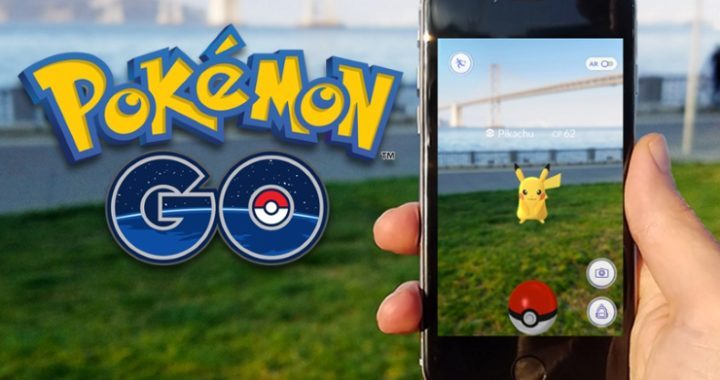 POKéMON
™
GO
AR
Pikachu CP 62